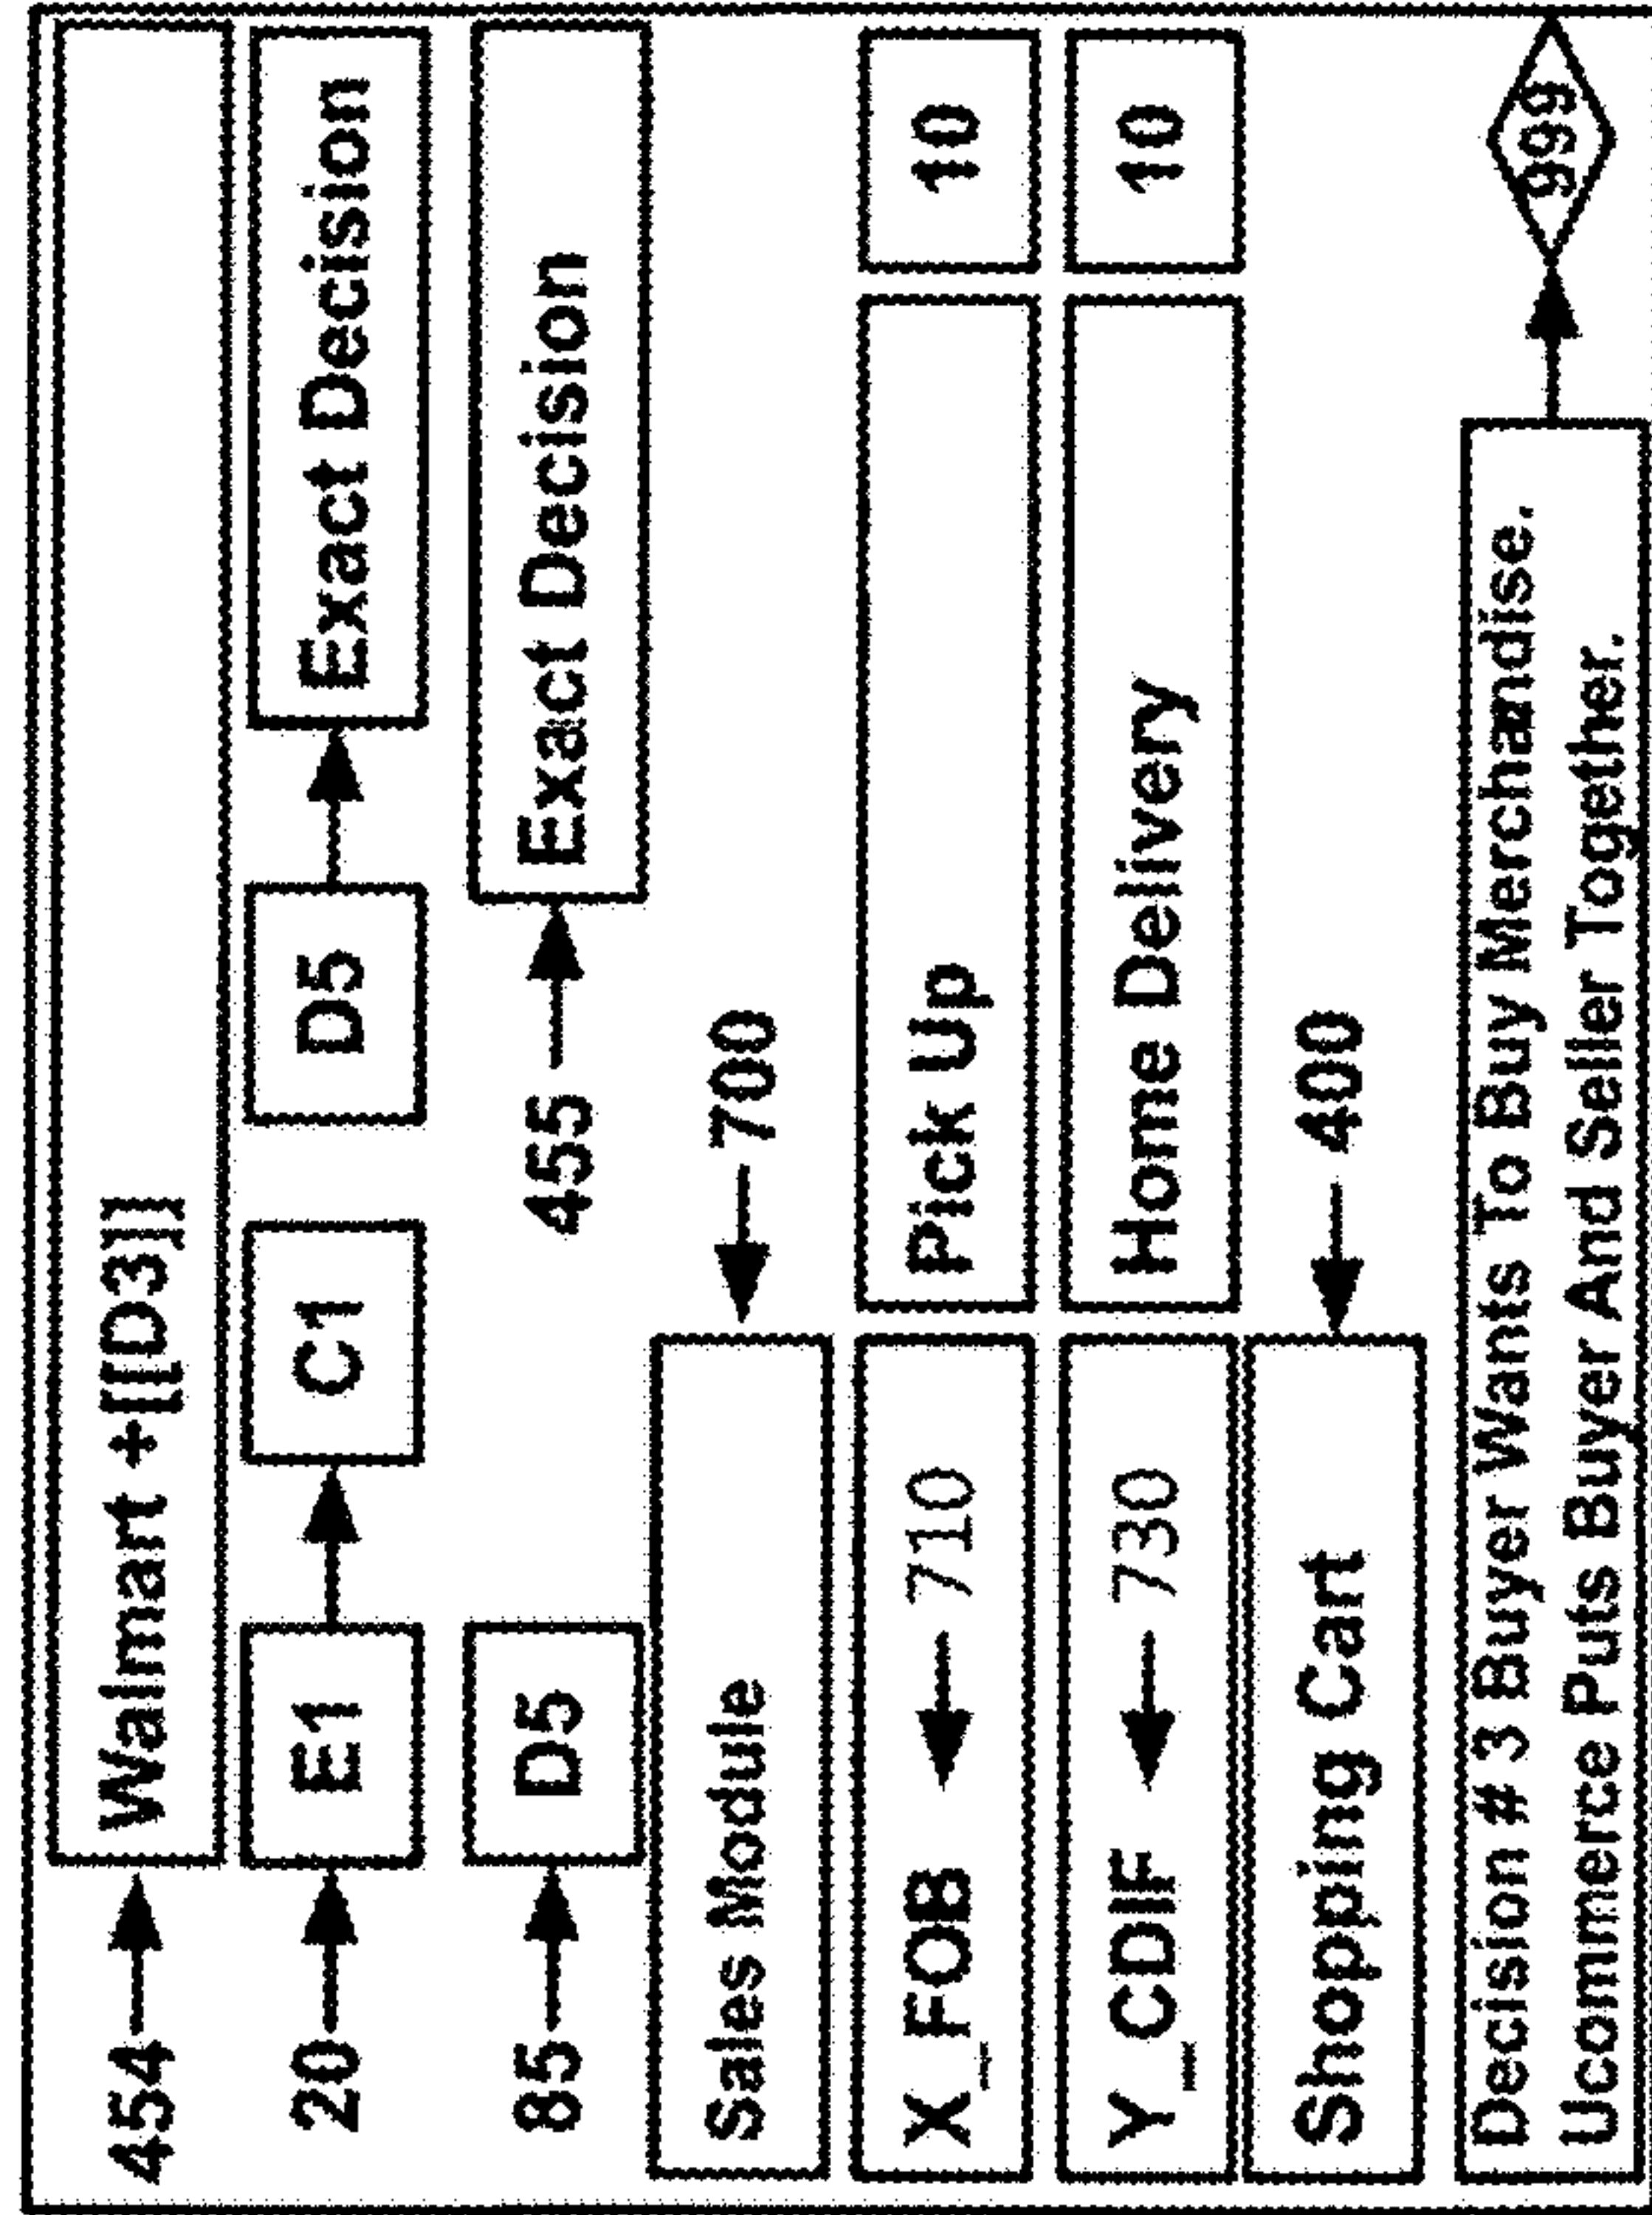 454 Walmart +[[D3]]
20 E1 C1 D5 Exact Decision
85 D5 455 Exact Decision
Sales Module 700
X_FOB 710 Pick Up 10
Y_CDIF 730 Home Delivery 10
Shopping Cart 400
Decision # 3 Buyer Wants To Buy Merchandise.
Ucommerce Puts Buyer And Seller Together.
999